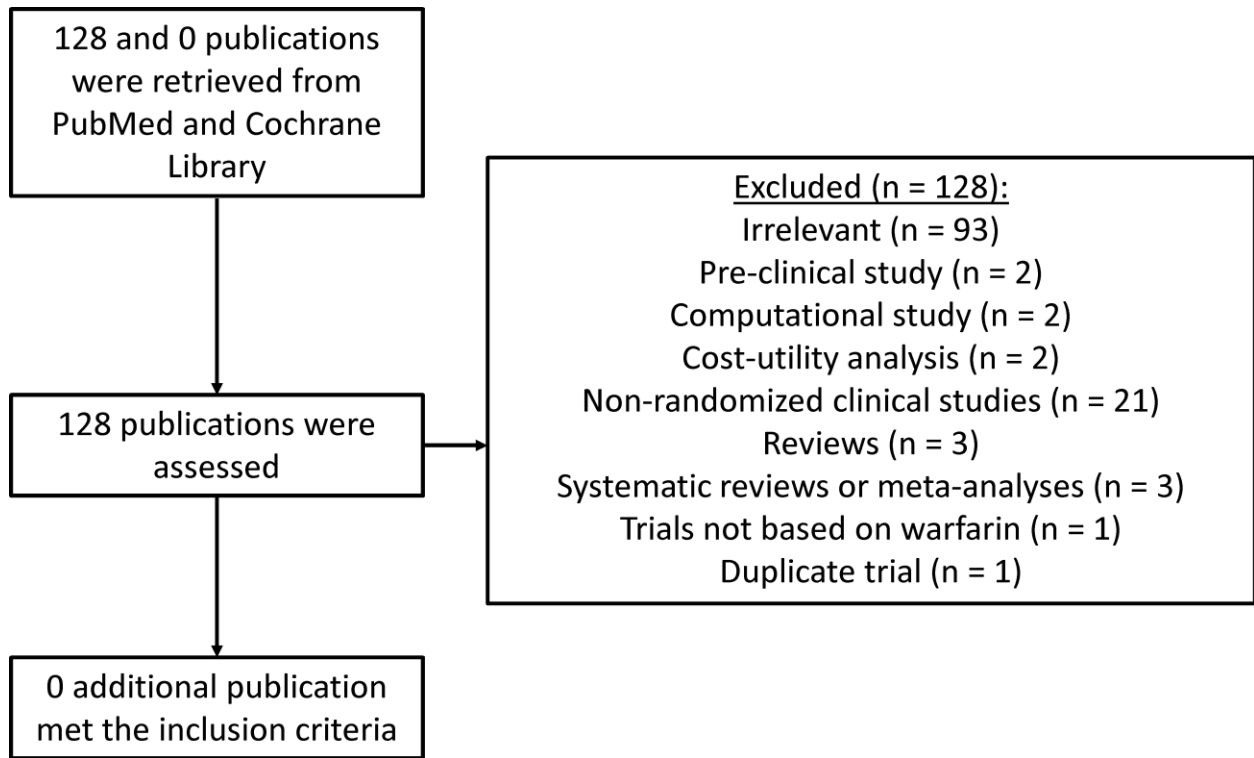 128 and 0 publications
were retrieved from
PubMed and Cochrane
Library
Excluded (n = 128):
Irrelevant (n = 93)
Pre-clinical study (n = 2)
Computational study (n = 2)
Cost-utility analysis (n = 2)
Non-randomized clinical studies (n = 21)
Reviews (n = 3)
Systematic reviews or meta-analyses (n = 3)
Trials not based on warfarin (n = 1)
Duplicate trial (n = 1)
128 publications were
assessed
0 additional publication
met the inclusion criteria